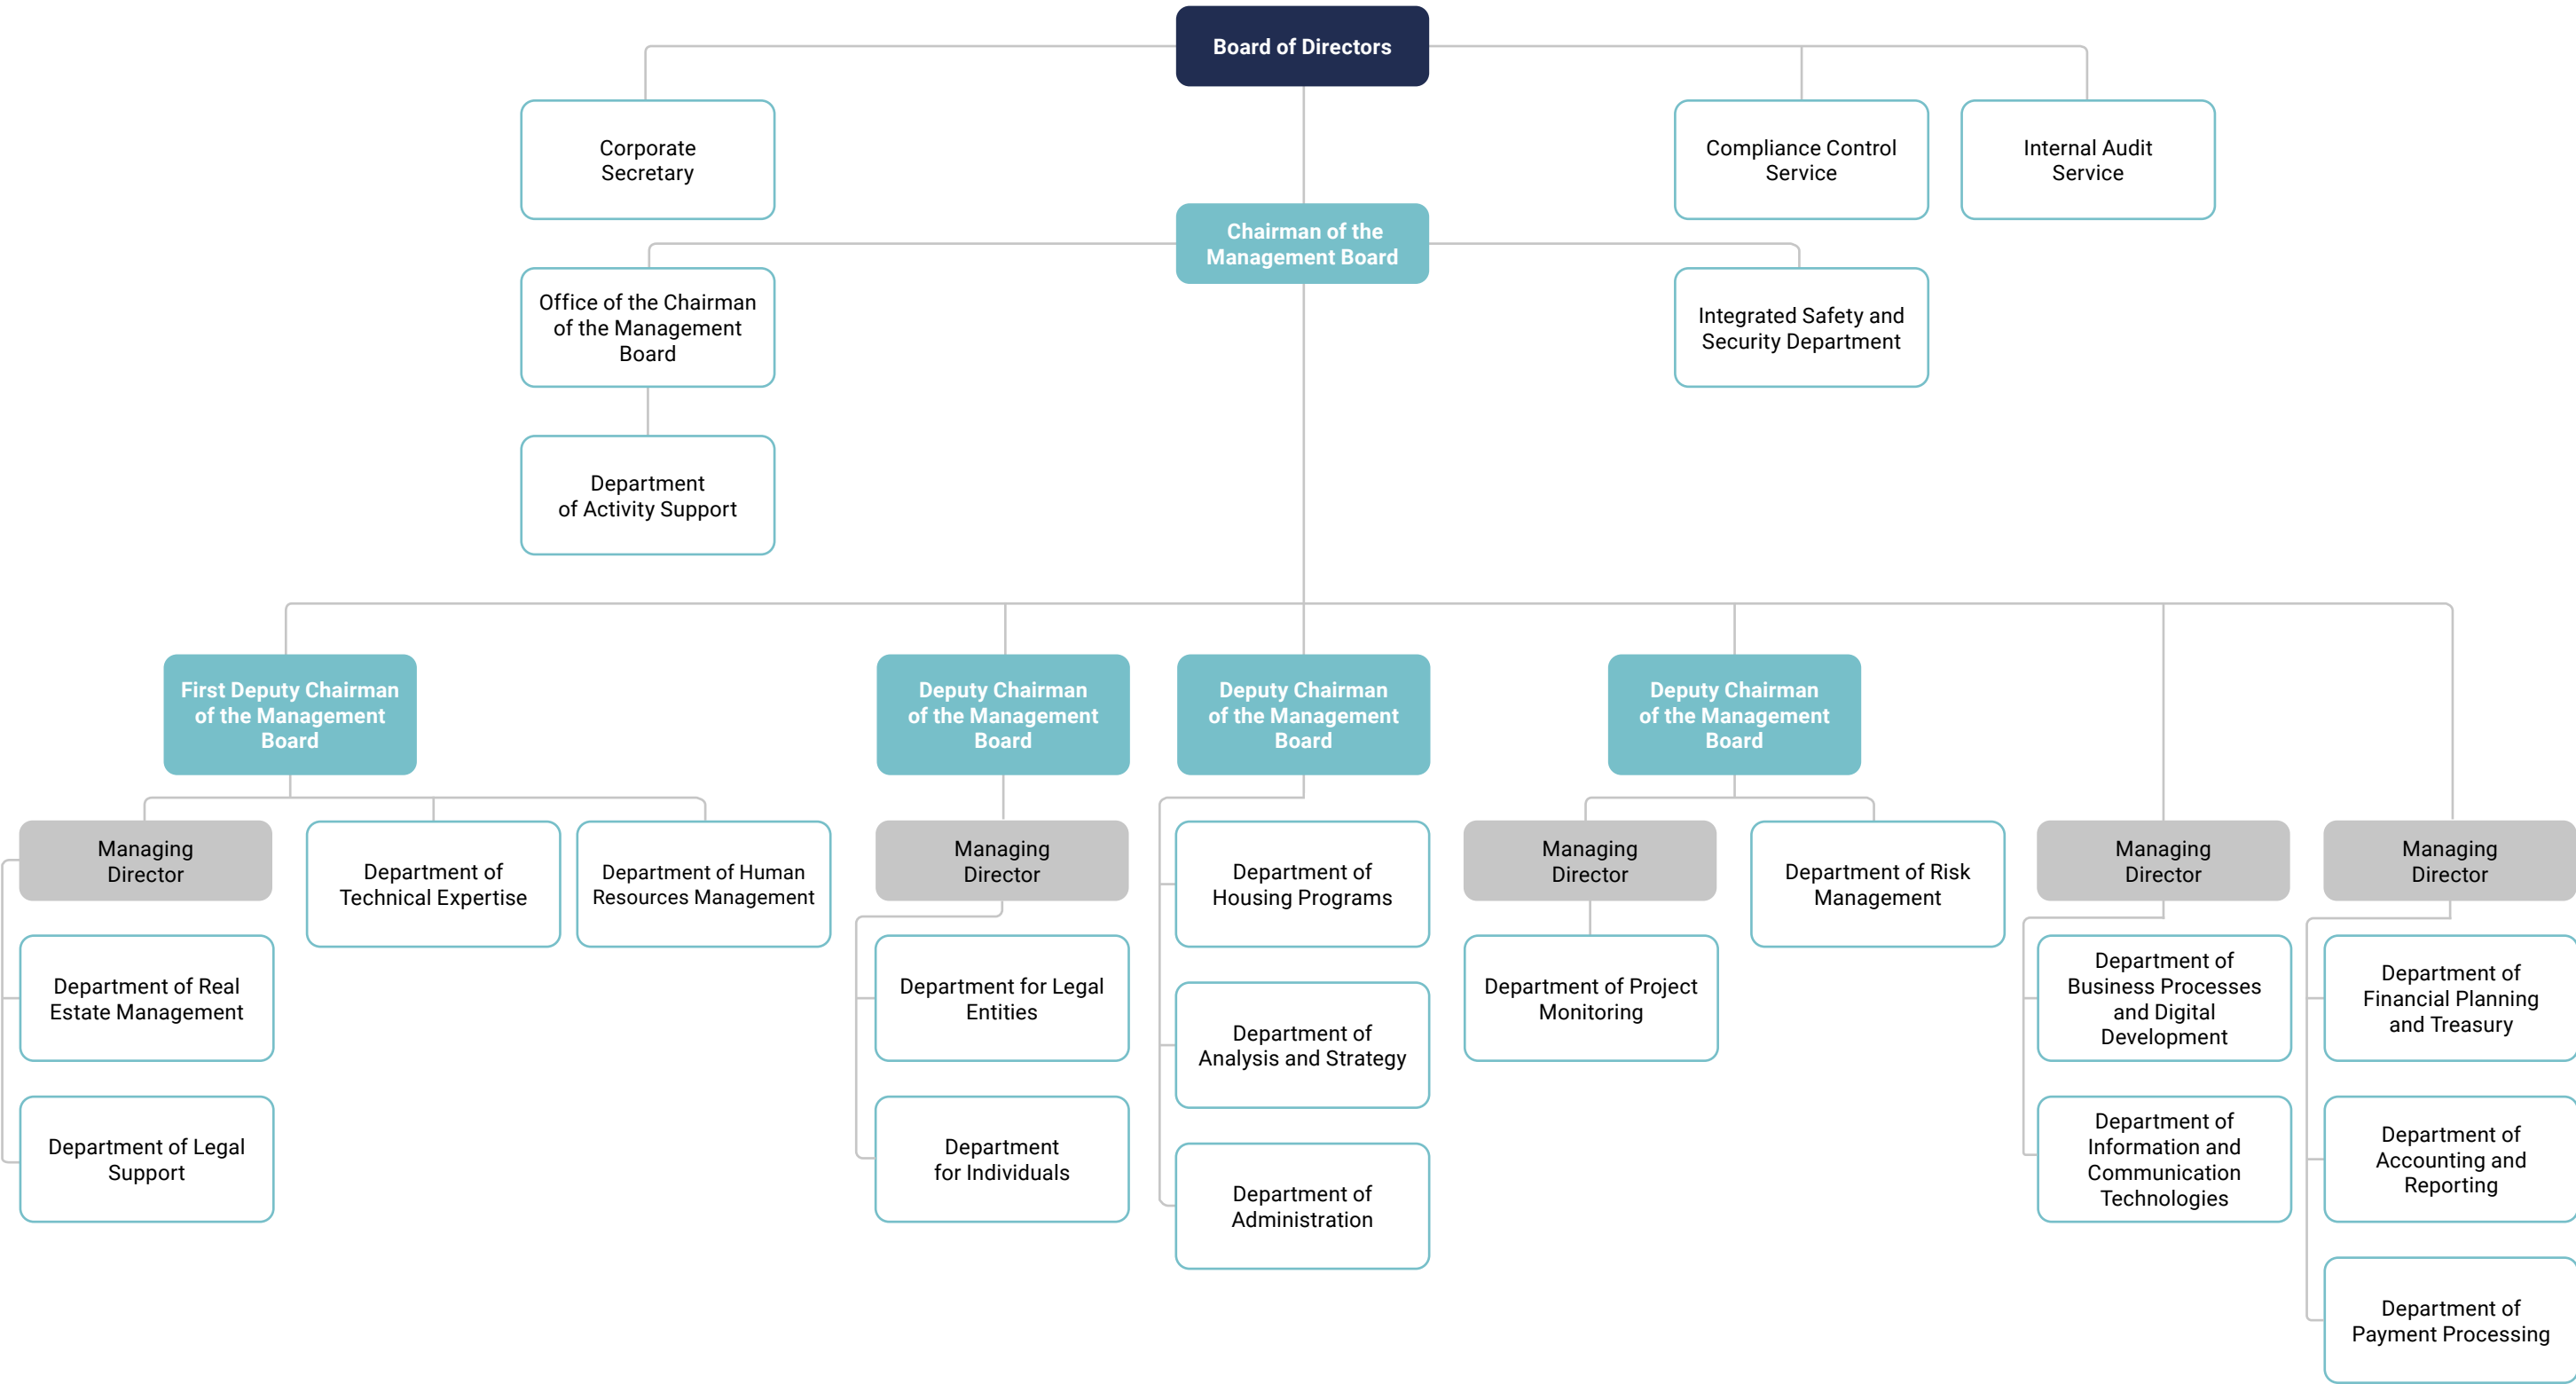 Board of Directors
Corporate
Secretary
Compliance Control
Service
Internal Audit
Service
Chairman of the
Management Board
Office of the Chairman
of the Management
Board
Integrated Safety and
Security Department
Department
of Activity Support
First Deputy Chairman
of the Management
Board
Deputy Chairman
of the Management
Board
Deputy Chairman
of the Management
Board
Deputy Chairman
of the Management
Board
Managing
Director
Department of
Technical Expertise
Department of Human
Resources Management
Managing
Director
Department of
Housing Programs
Managing
Director
Department of Risk
Management
Managing
Director
Managing
Director
Department of Real
Estate Management
Department for Legal
Entities
Department of
Analysis and Strategy
Department of Project
Monitoring
Department of
Business Processes
and Digital
Development
Department of
Financial Planning
and Treasury
Department of Legal
Support
Department
for Individuals
Department of
Administration
Department of
Information and
Communication
Technologies
Department of
Accounting and
Reporting
Department of
Payment Processing